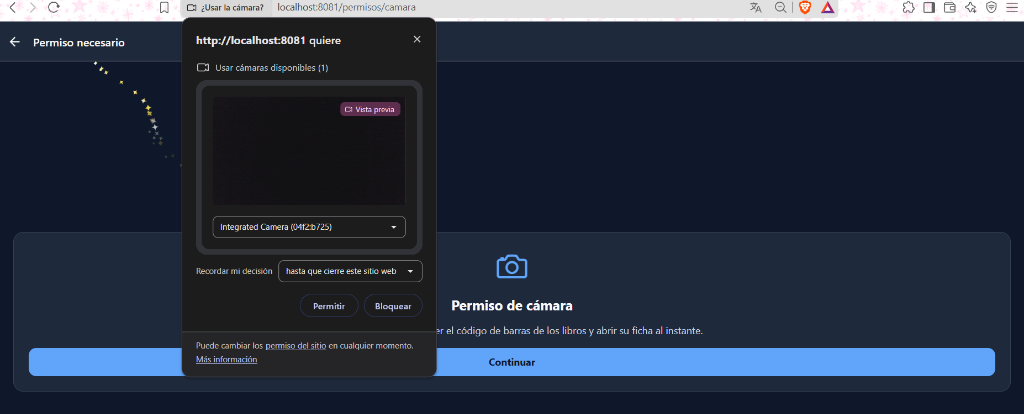 ¿Usar la cámara?
localhost:8081/permisos/camara
Permiso necesario
http://localhost:8081 quiere
Usar cámaras disponibles (1)
Vista previa
Integrated Camera (04f2:b725)
Recordar mi decisión
hasta que cierre este sitio web
Permitir
Bloquear
Puede cambiar los permiso del sitio en cualquier momento.
Más información
Permiso de cámara
er el código de barras de los libros y abrir su ficha al instante.
Continuar